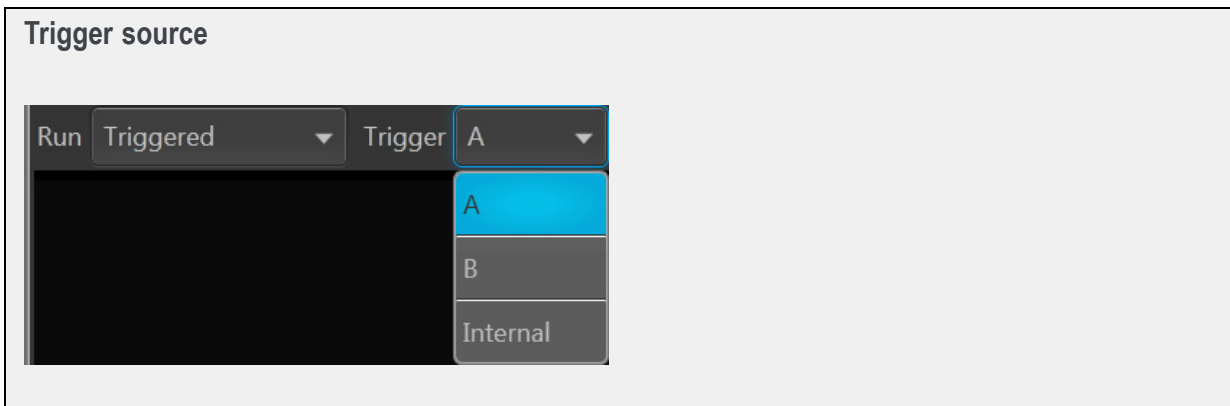 Trigger source
Run Triggered Trigger A
A
B
Internal